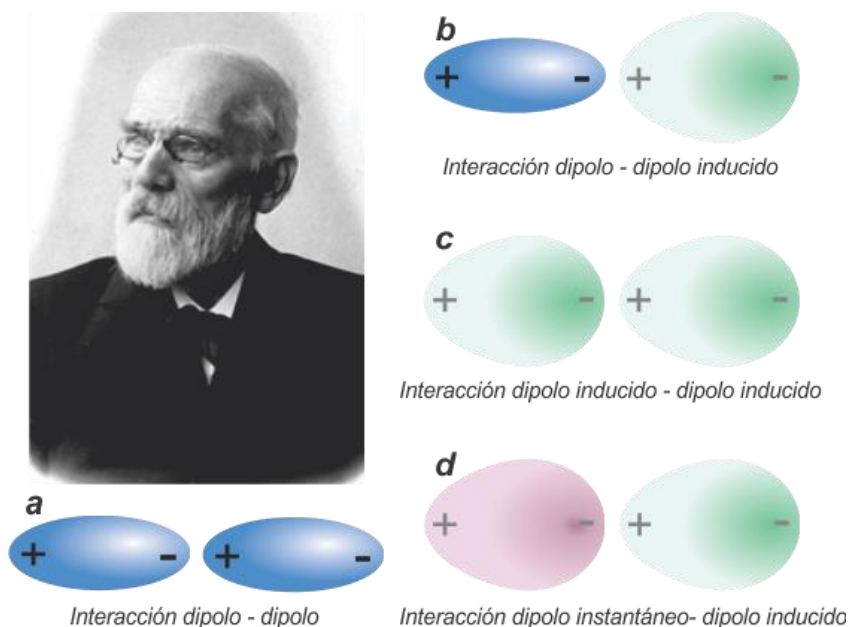 b
+ - + -
Interacción dipolo - dipolo inducido
c
+ - + -
Interacción dipolo inducido - dipolo inducido
d
+ - + -
Interacción dipolo instantáneo- dipolo inducido
a
+ - + -
Interacción dipolo - dipolo